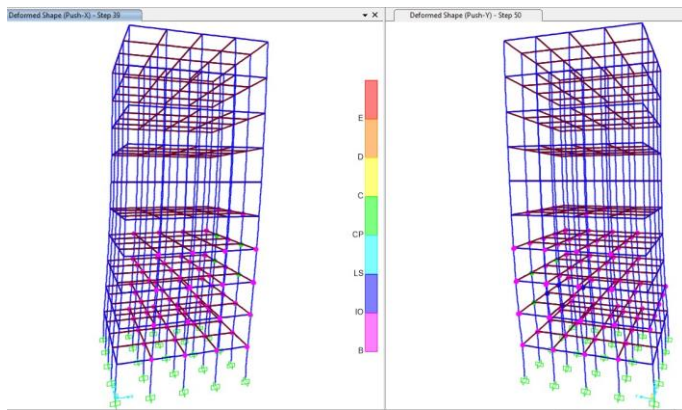 Deformed Shape (Push-X) - Step 39
Deformed Shape (Push-Y) - Step 50
E
D
C
CP
LS
IO
B